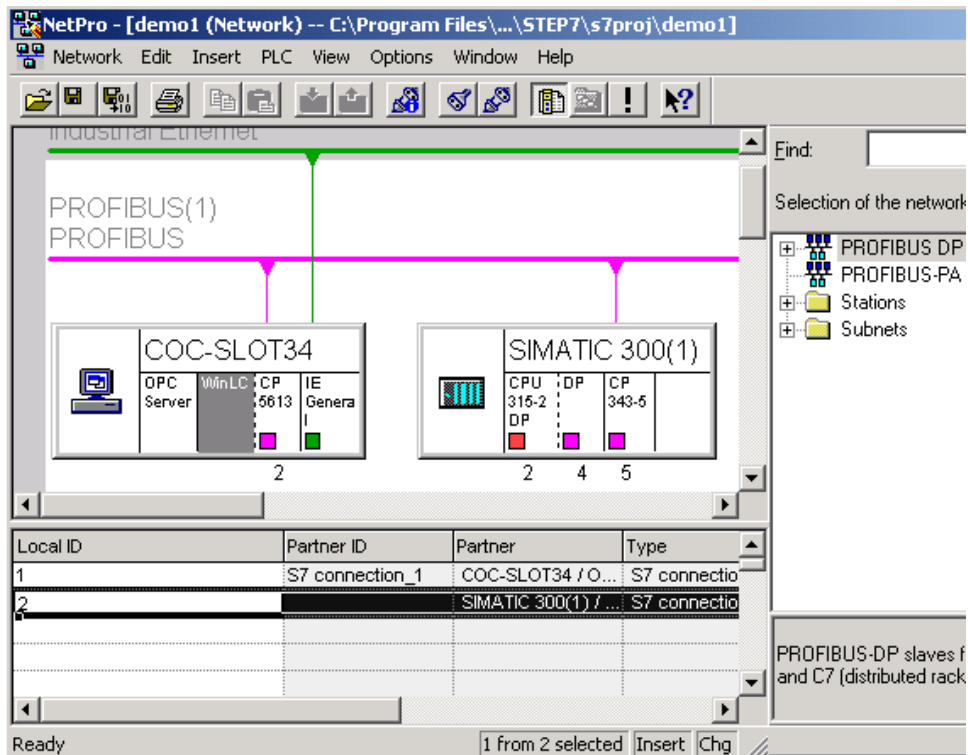 NetPro - [demo1 (Network) -- C:\Program Files\...\STEP7\s7proj\demo1]
Network Edit Insert PLC View Options Window Help
Industrial Ethernet
PROFIBUS(1)
PROFIBUS
COC-SLOT34
OPC Server
WinLC
CP 5613
IE General
2
SIMATIC 300(1)
CPU 315-2 DP
DP
CP 343-5
2 4 5
Find:
Selection of the network
PROFIBUS DP
PROFIBUS-PA
Stations
Subnets
Local ID Partner ID Partner Type
1 S7 connection_1 COC-SLOT34 / O... S7 connectio
2 SIMATIC 300(1) / ... S7 connectio
PROFIBUS-DP slaves f
and C7 (distributed rack
Ready 1 from 2 selected Insert Chg